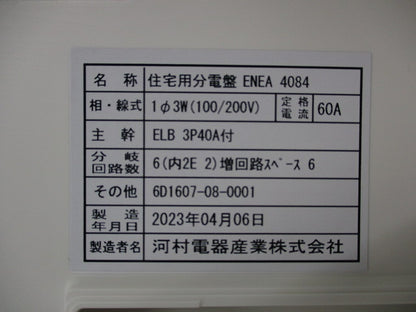 名称 住宅用分電盤 ENEA 4084
相・線式 1φ3W(100/200V) 定格電流 60A
主幹 ELB 3P40A付
分岐回路数 6(内2E 2)増回路ｽﾍﾟｰｽ 6
その他 6D1607-08-0001
製造年月日 2023年04月06日
製造者名 河村電器産業株式会社